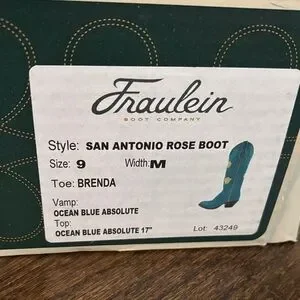 Fraulein
BOOT COMPANY
Style: SAN ANTONIO ROSE BOOT
Size: 9 Width: M
Toe: BRENDA
Vamp:
OCEAN BLUE ABSOLUTE
Top:
OCEAN BLUE ABSOLUTE 17"
Lot: 43249